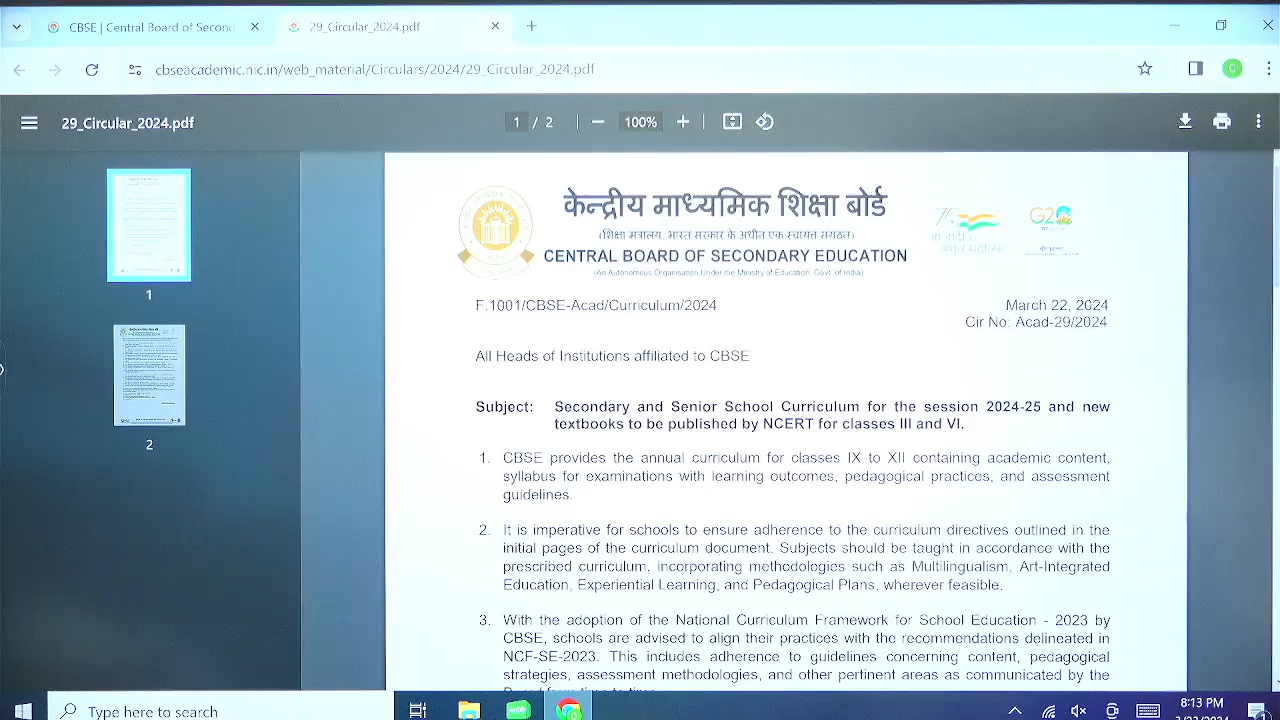 CBSE | Central Board of Second
29_Circular_2024.pdf
cbseacademic.nic.in/web_material/Circulars/2024/29_Circular_2024.pdf
29_Circular_2024.pdf
1 / 2
100%
केन्द्रीय माध्यमिक शिक्षा बोर्ड
(शिक्षा मंत्रालय, भारत सरकार के अधीन एक स्वायत संगठन)
CENTRAL BOARD OF SECONDARY EDUCATION
(An Autonomous Organisation Under the Ministry of Education, Govt. of India)
G20
F.1001/CBSE-Acad/Curriculum/2024
March 22, 2024
Cir No: Acad-29/2024
All Heads of Institutions affiliated to CBSE
Subject: Secondary and Senior School Curriculum for the session 2024-25 and new
textbooks to be published by NCERT for classes III and VI.
1. CBSE provides the annual curriculum for classes IX to XII containing academic content,
syllabus for examinations with learning outcomes, pedagogical practices, and assessment
guidelines.
2. It is imperative for schools to ensure adherence to the curriculum directives outlined in the
initial pages of the curriculum document. Subjects should be taught in accordance with the
prescribed curriculum, incorporating methodologies such as Multilingualism, Art-Integrated
Education, Experiential Learning, and Pedagogical Plans, wherever feasible.
3. With the adoption of the National Curriculum Framework for School Education - 2023 by
CBSE, schools are advised to align their practices with the recommendations delineated in
NCF-SE-2023. This includes adherence to guidelines concerning content, pedagogical
strategies, assessment methodologies, and other pertinent areas as communicated by the
1
2
Type here to search
8:13 PM